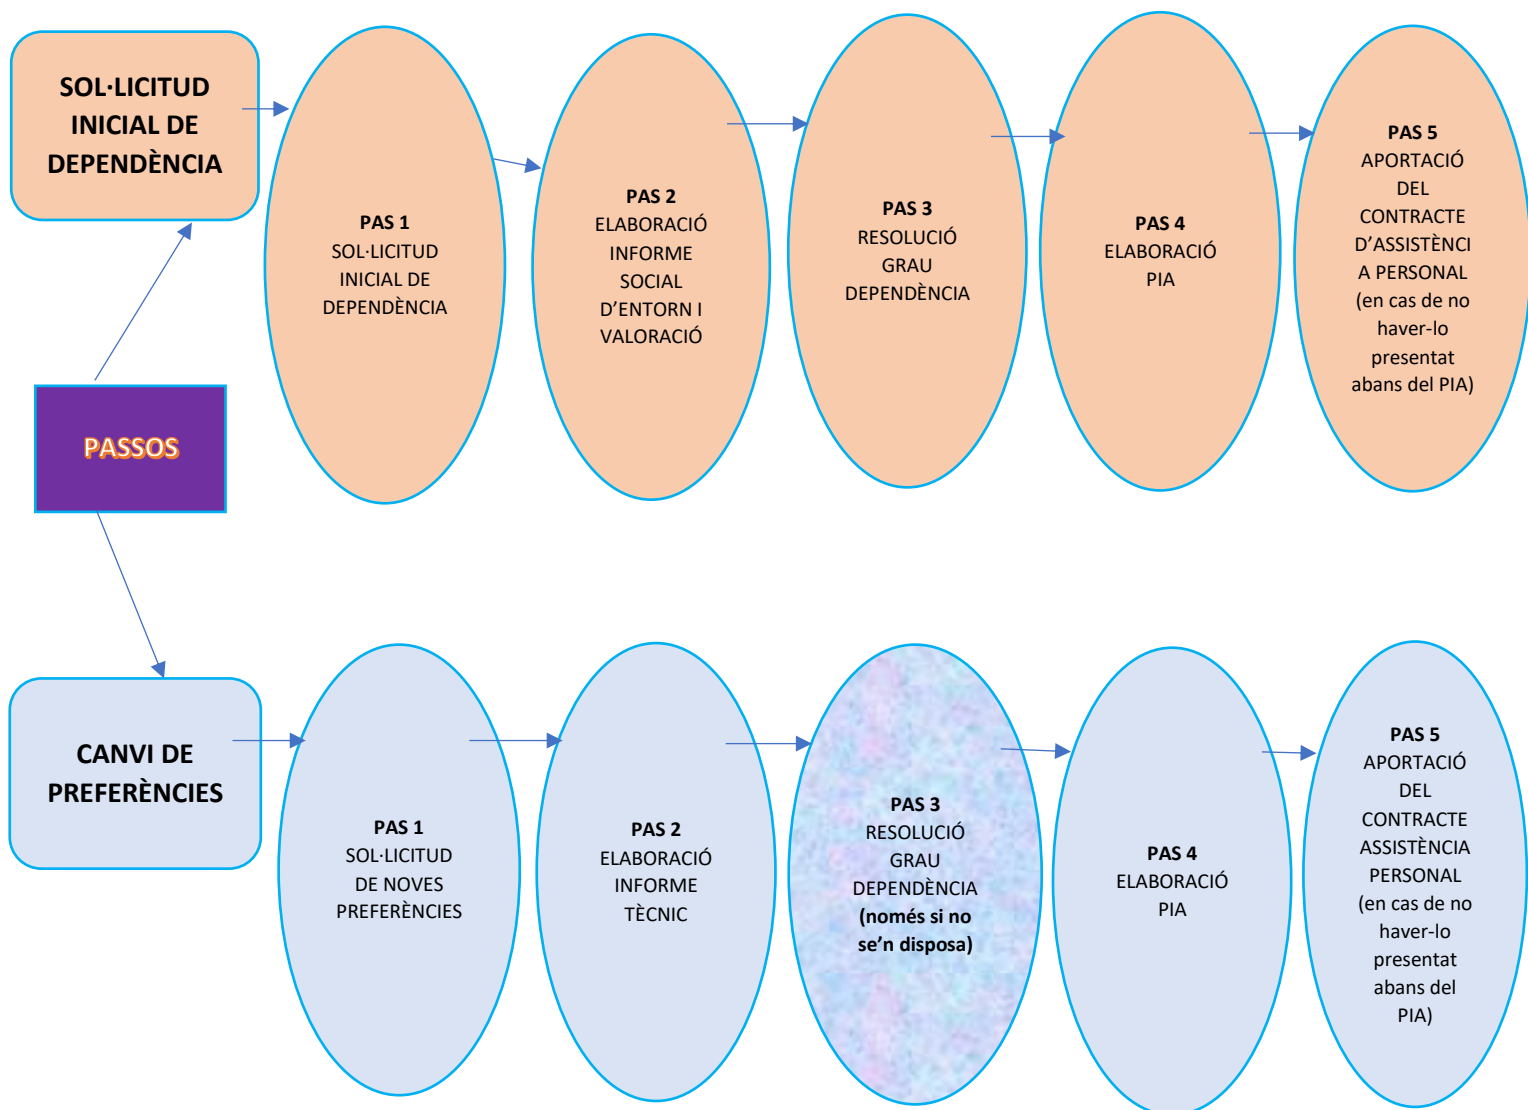 SOL·LICITUD
INICIAL DE
DEPENDÈNCIA
PAS 1
SOL·LICITUD
INICIAL DE
DEPENDÈNCIA
PAS 2
ELABORACIÓ
INFORME
SOCIAL
D’ENTORN I
VALORACIÓ
PAS 3
RESOLUCIÓ
GRAU
DEPENDÈNCIA
PAS 4
ELABORACIÓ
PIA
PAS 5
APORTACIÓ
DEL
CONTRACTE
D’ASSISTÈNCI
A PERSONAL
(en cas de no
haver-lo
presentat
abans del PIA)
PASSOS
CANVI DE
PREFERÈNCIES
PAS 1
SOL·LICITUD
DE NOVES
PREFERÈNCIES
PAS 2
ELABORACIÓ
INFORME
TÈCNIC
PAS 3
RESOLUCIÓ
GRAU
DEPENDÈNCIA
(només si no
se’n disposa)
PAS 4
ELABORACIÓ
PIA
PAS 5
APORTACIÓ
DEL
CONTRACTE
ASSISTÈNCIA
PERSONAL
(en cas de no
haver-lo
presentat
abans del
PIA)